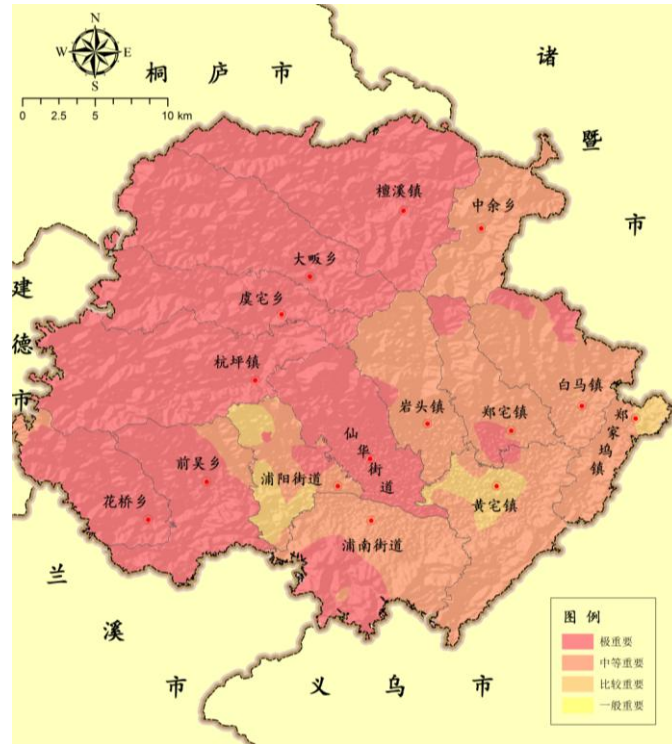 N
W E
S
0 2.5 5 10 km
桐庐市
诸暨市
建德市
兰溪市
义乌市
檀溪镇
中余乡
大畈乡
虞宅乡
杭坪镇
白马镇
岩头镇
郑宅镇
郑家坞镇
仙华街道
前吴乡
浦阳街道
黄宅镇
花桥乡
浦南街道
图例
极重要
中等重要
比较重要
一般重要